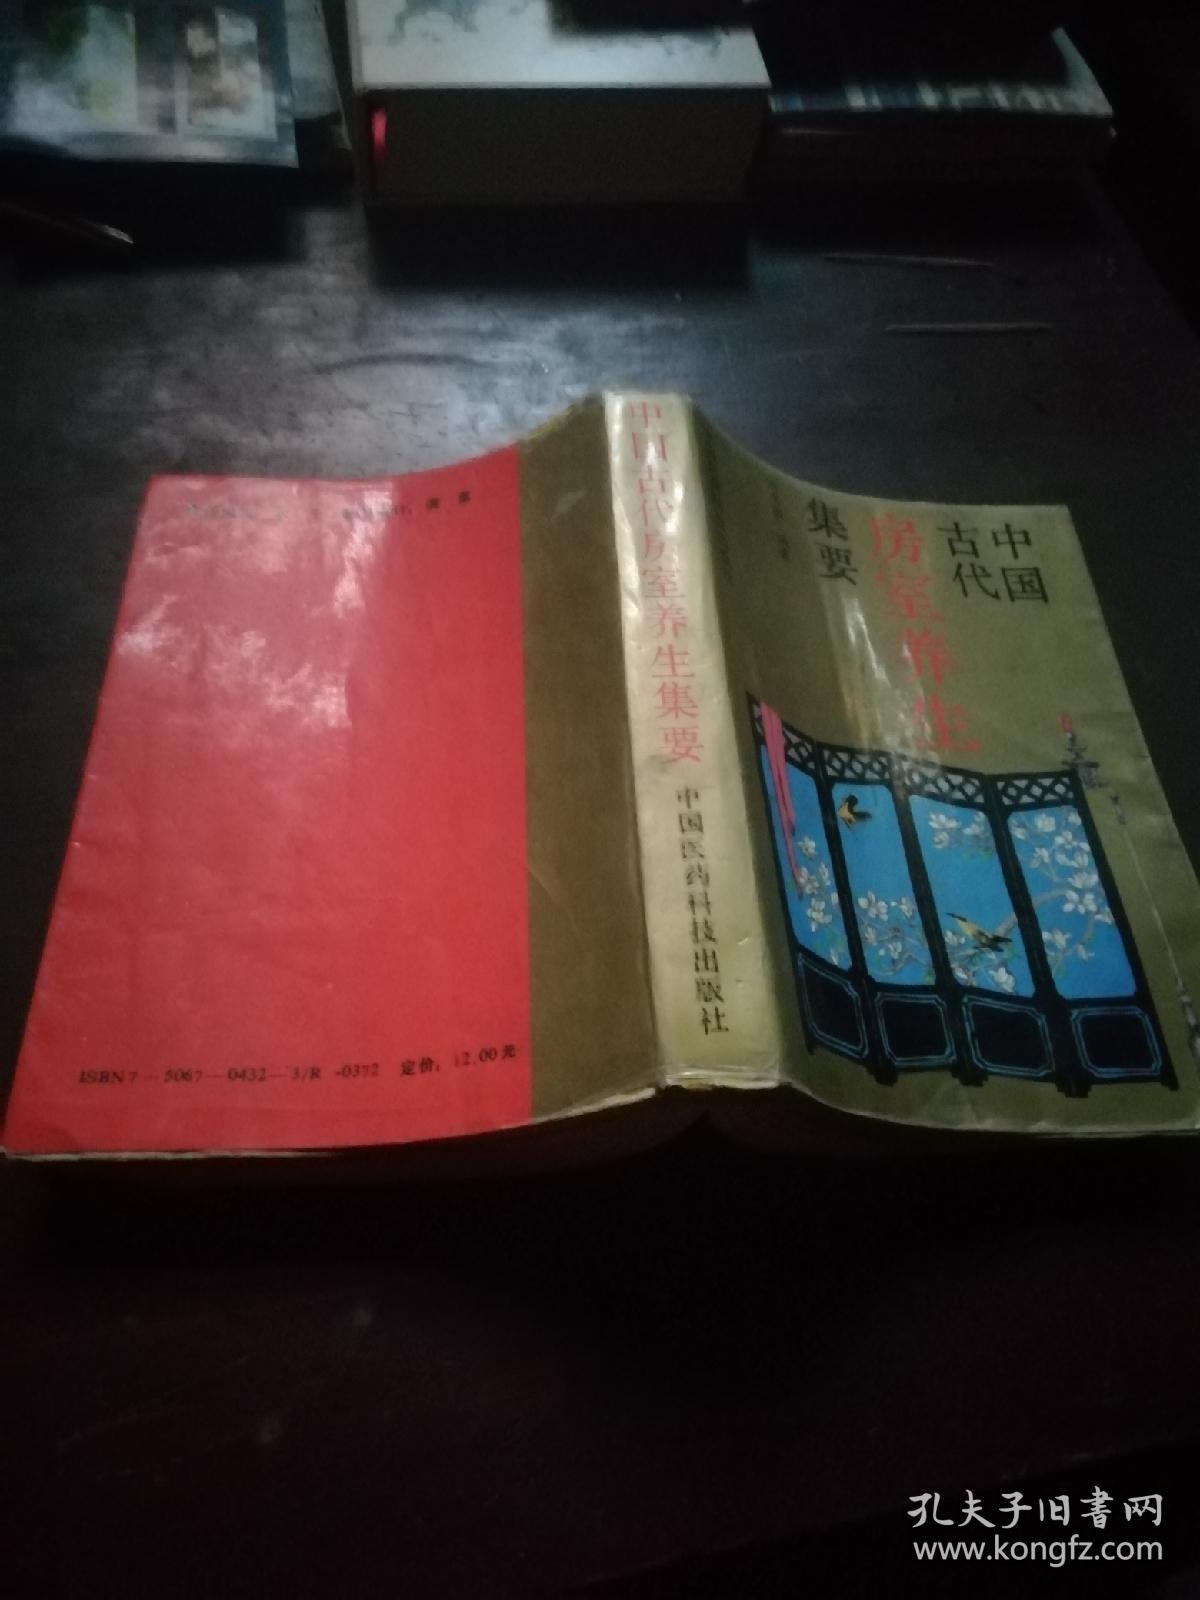 中国
古代
房室养生
集要
中国古代房室养生集要
中国医药科技出版社
ISBN 7—5067—0432—3/R·0372 定价：12.00元
孔夫子旧书网
www.kongfz.com